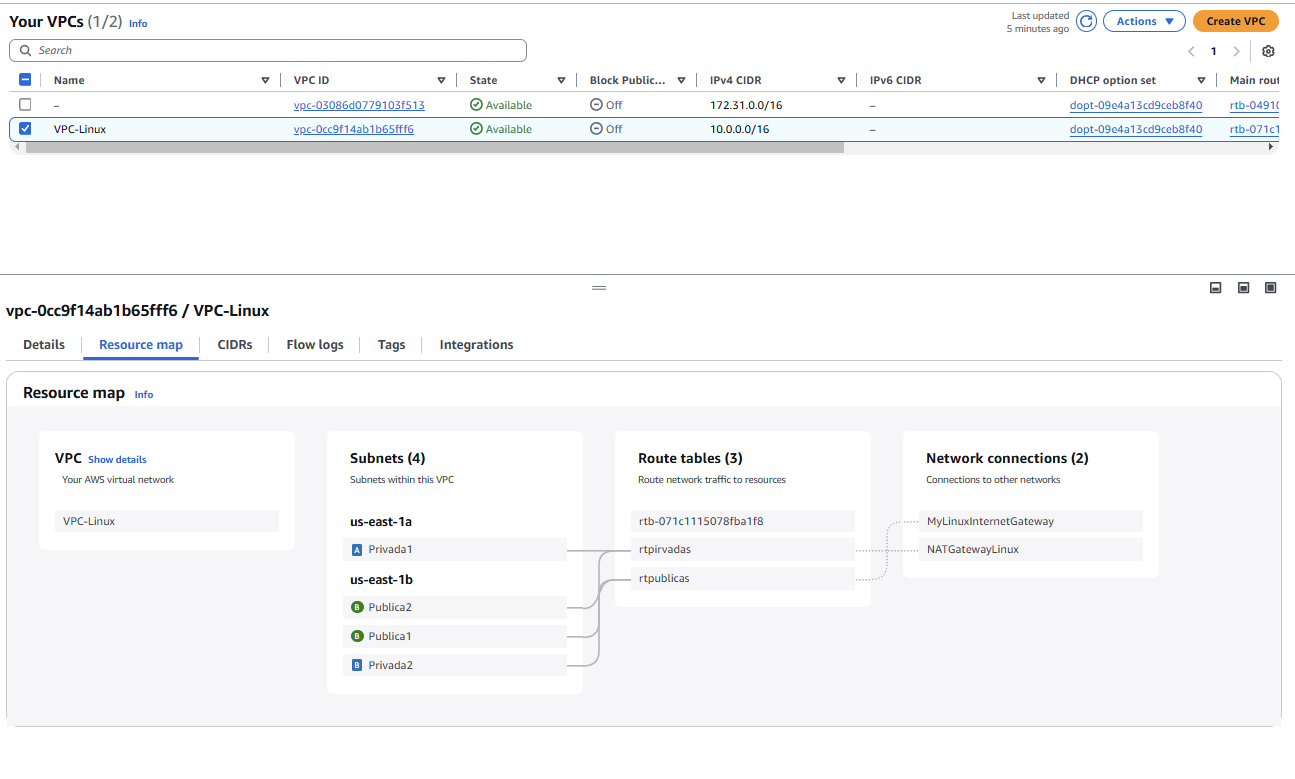 Your VPCs (1/2) Info
Last updated
5 minutes ago
Actions
Create VPC
Search
1
Name VPC ID State Block Public... IPv4 CIDR IPv6 CIDR DHCP option set Main rout
– vpc-03086d0779103f513 Available Off 172.31.0.0/16 – dopt-09e4a13cd9ceb8f40 rtb-0491
VPC-Linux vpc-0cc9f14ab1b65fff6 Available Off 10.0.0.0/16 – dopt-09e4a13cd9ceb8f40 rtb-071c1
vpc-0cc9f14ab1b65fff6 / VPC-Linux
Details Resource map CIDRs Flow logs Tags Integrations
Resource map Info
VPC Show details
Your AWS virtual network
VPC-Linux
Subnets (4)
Subnets within this VPC
us-east-1a
A Privada1
us-east-1b
B Publica2
B Publica1
B Privada2
Route tables (3)
Route network traffic to resources
rtb-071c1115078fba1f8
rtpirvadas
rtpublicas
Network connections (2)
Connections to other networks
MyLinuxInternetGateway
NATGatewayLinux